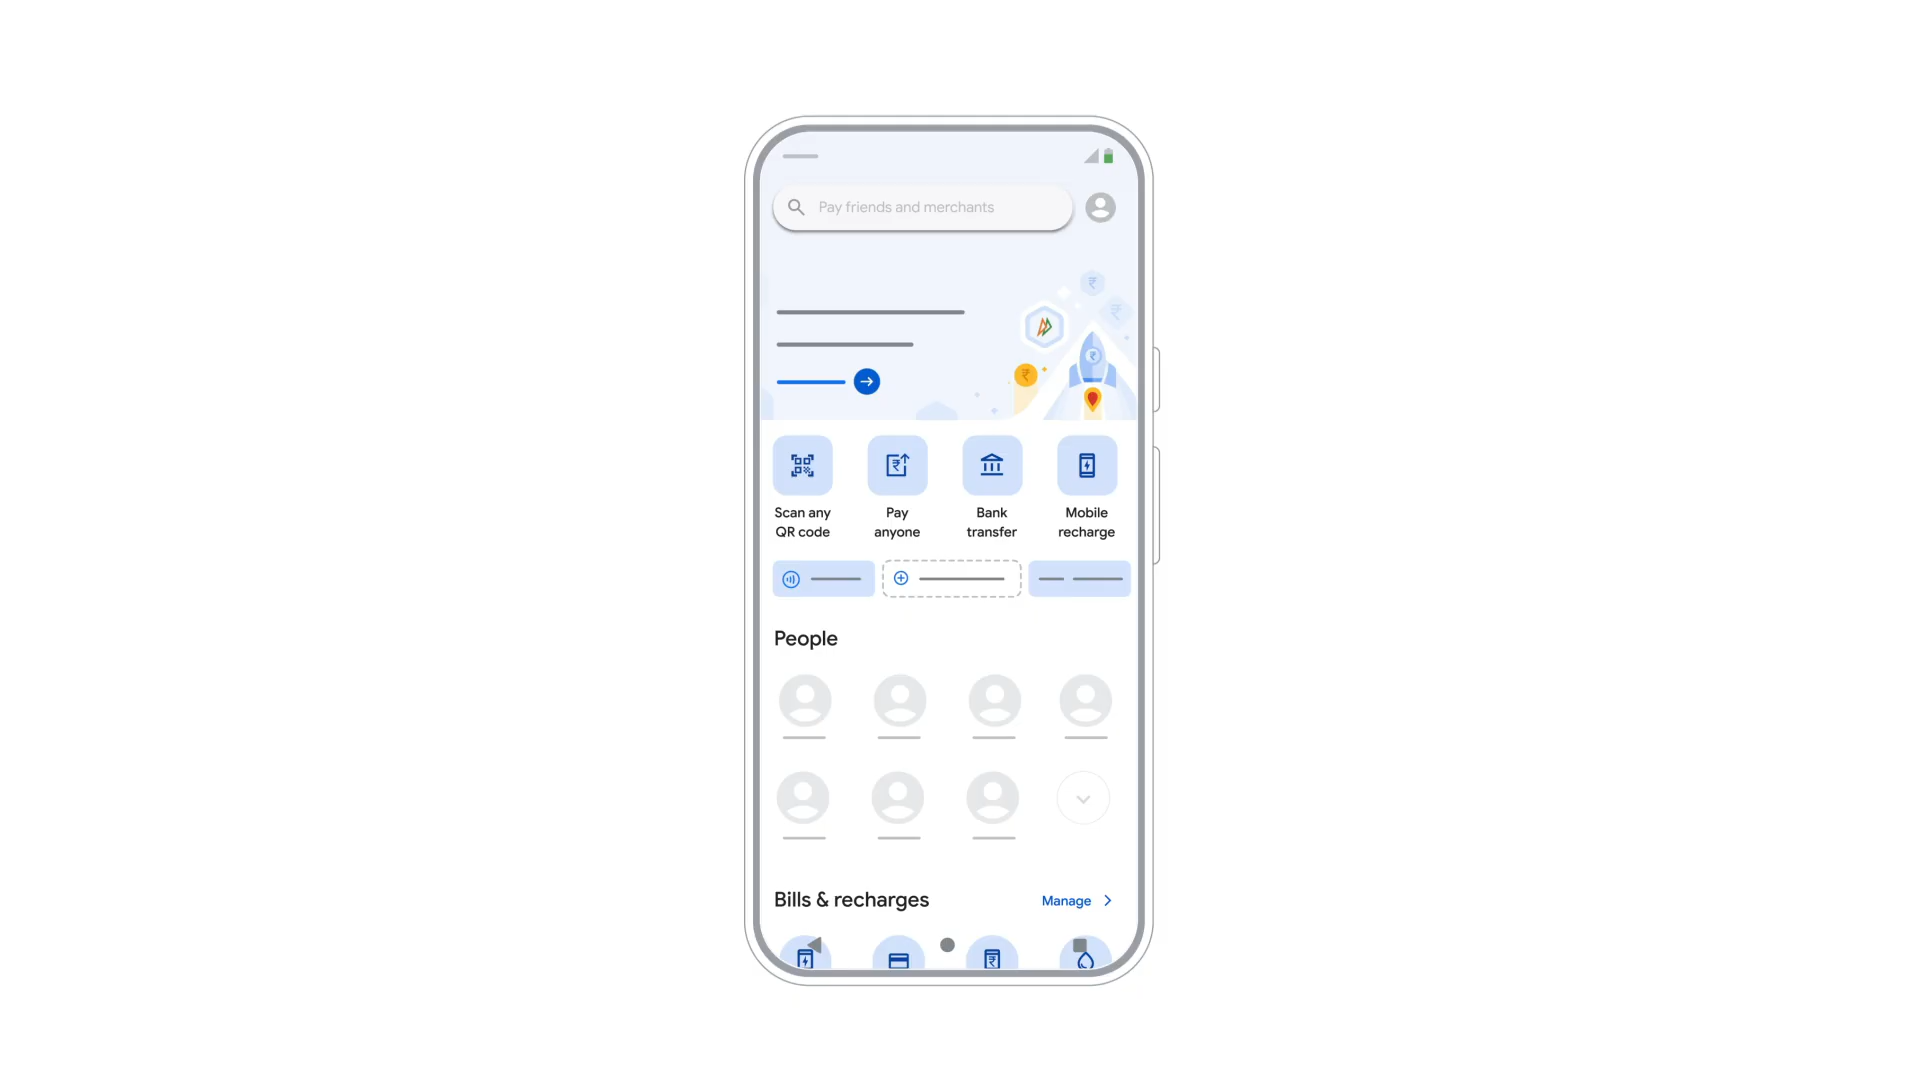 Pay friends and merchants
Scan any
QR code
Pay
anyone
Bank
transfer
Mobile
recharge
People
Bills & recharges
Manage